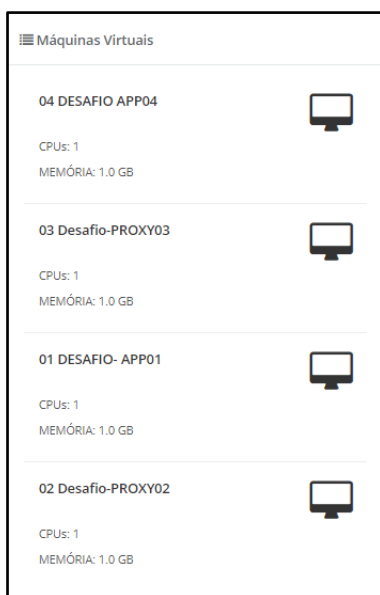 Máquinas Virtuais
04 DESAFIO APP04
CPUs: 1
MEMÓRIA: 1.0 GB
03 Desafio-PROXY03
CPUs: 1
MEMÓRIA: 1.0 GB
01 DESAFIO- APP01
CPUs: 1
MEMÓRIA: 1.0 GB
02 Desafio-PROXY02
CPUs: 1
MEMÓRIA: 1.0 GB